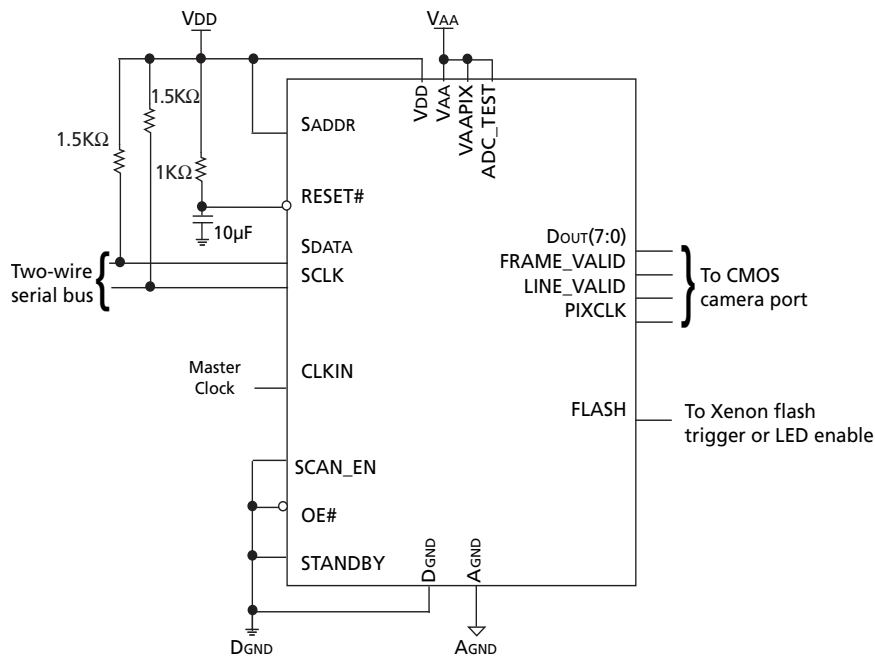 VDD
VAA
1.5KΩ
1.5KΩ
1KΩ
10µF
SADDR
RESET#
SDATA
SCLK
Two-wire
serial bus
VDD
VAA
VAAPIX
ADC_TEST
DOUT(7:0)
FRAME_VALID
LINE_VALID
PIXCLK
To CMOS
camera port
Master
Clock
CLKIN
FLASH
To Xenon flash
trigger or LED enable
SCAN_EN
OE#
STANDBY
DGND
AGND
DGND
AGND